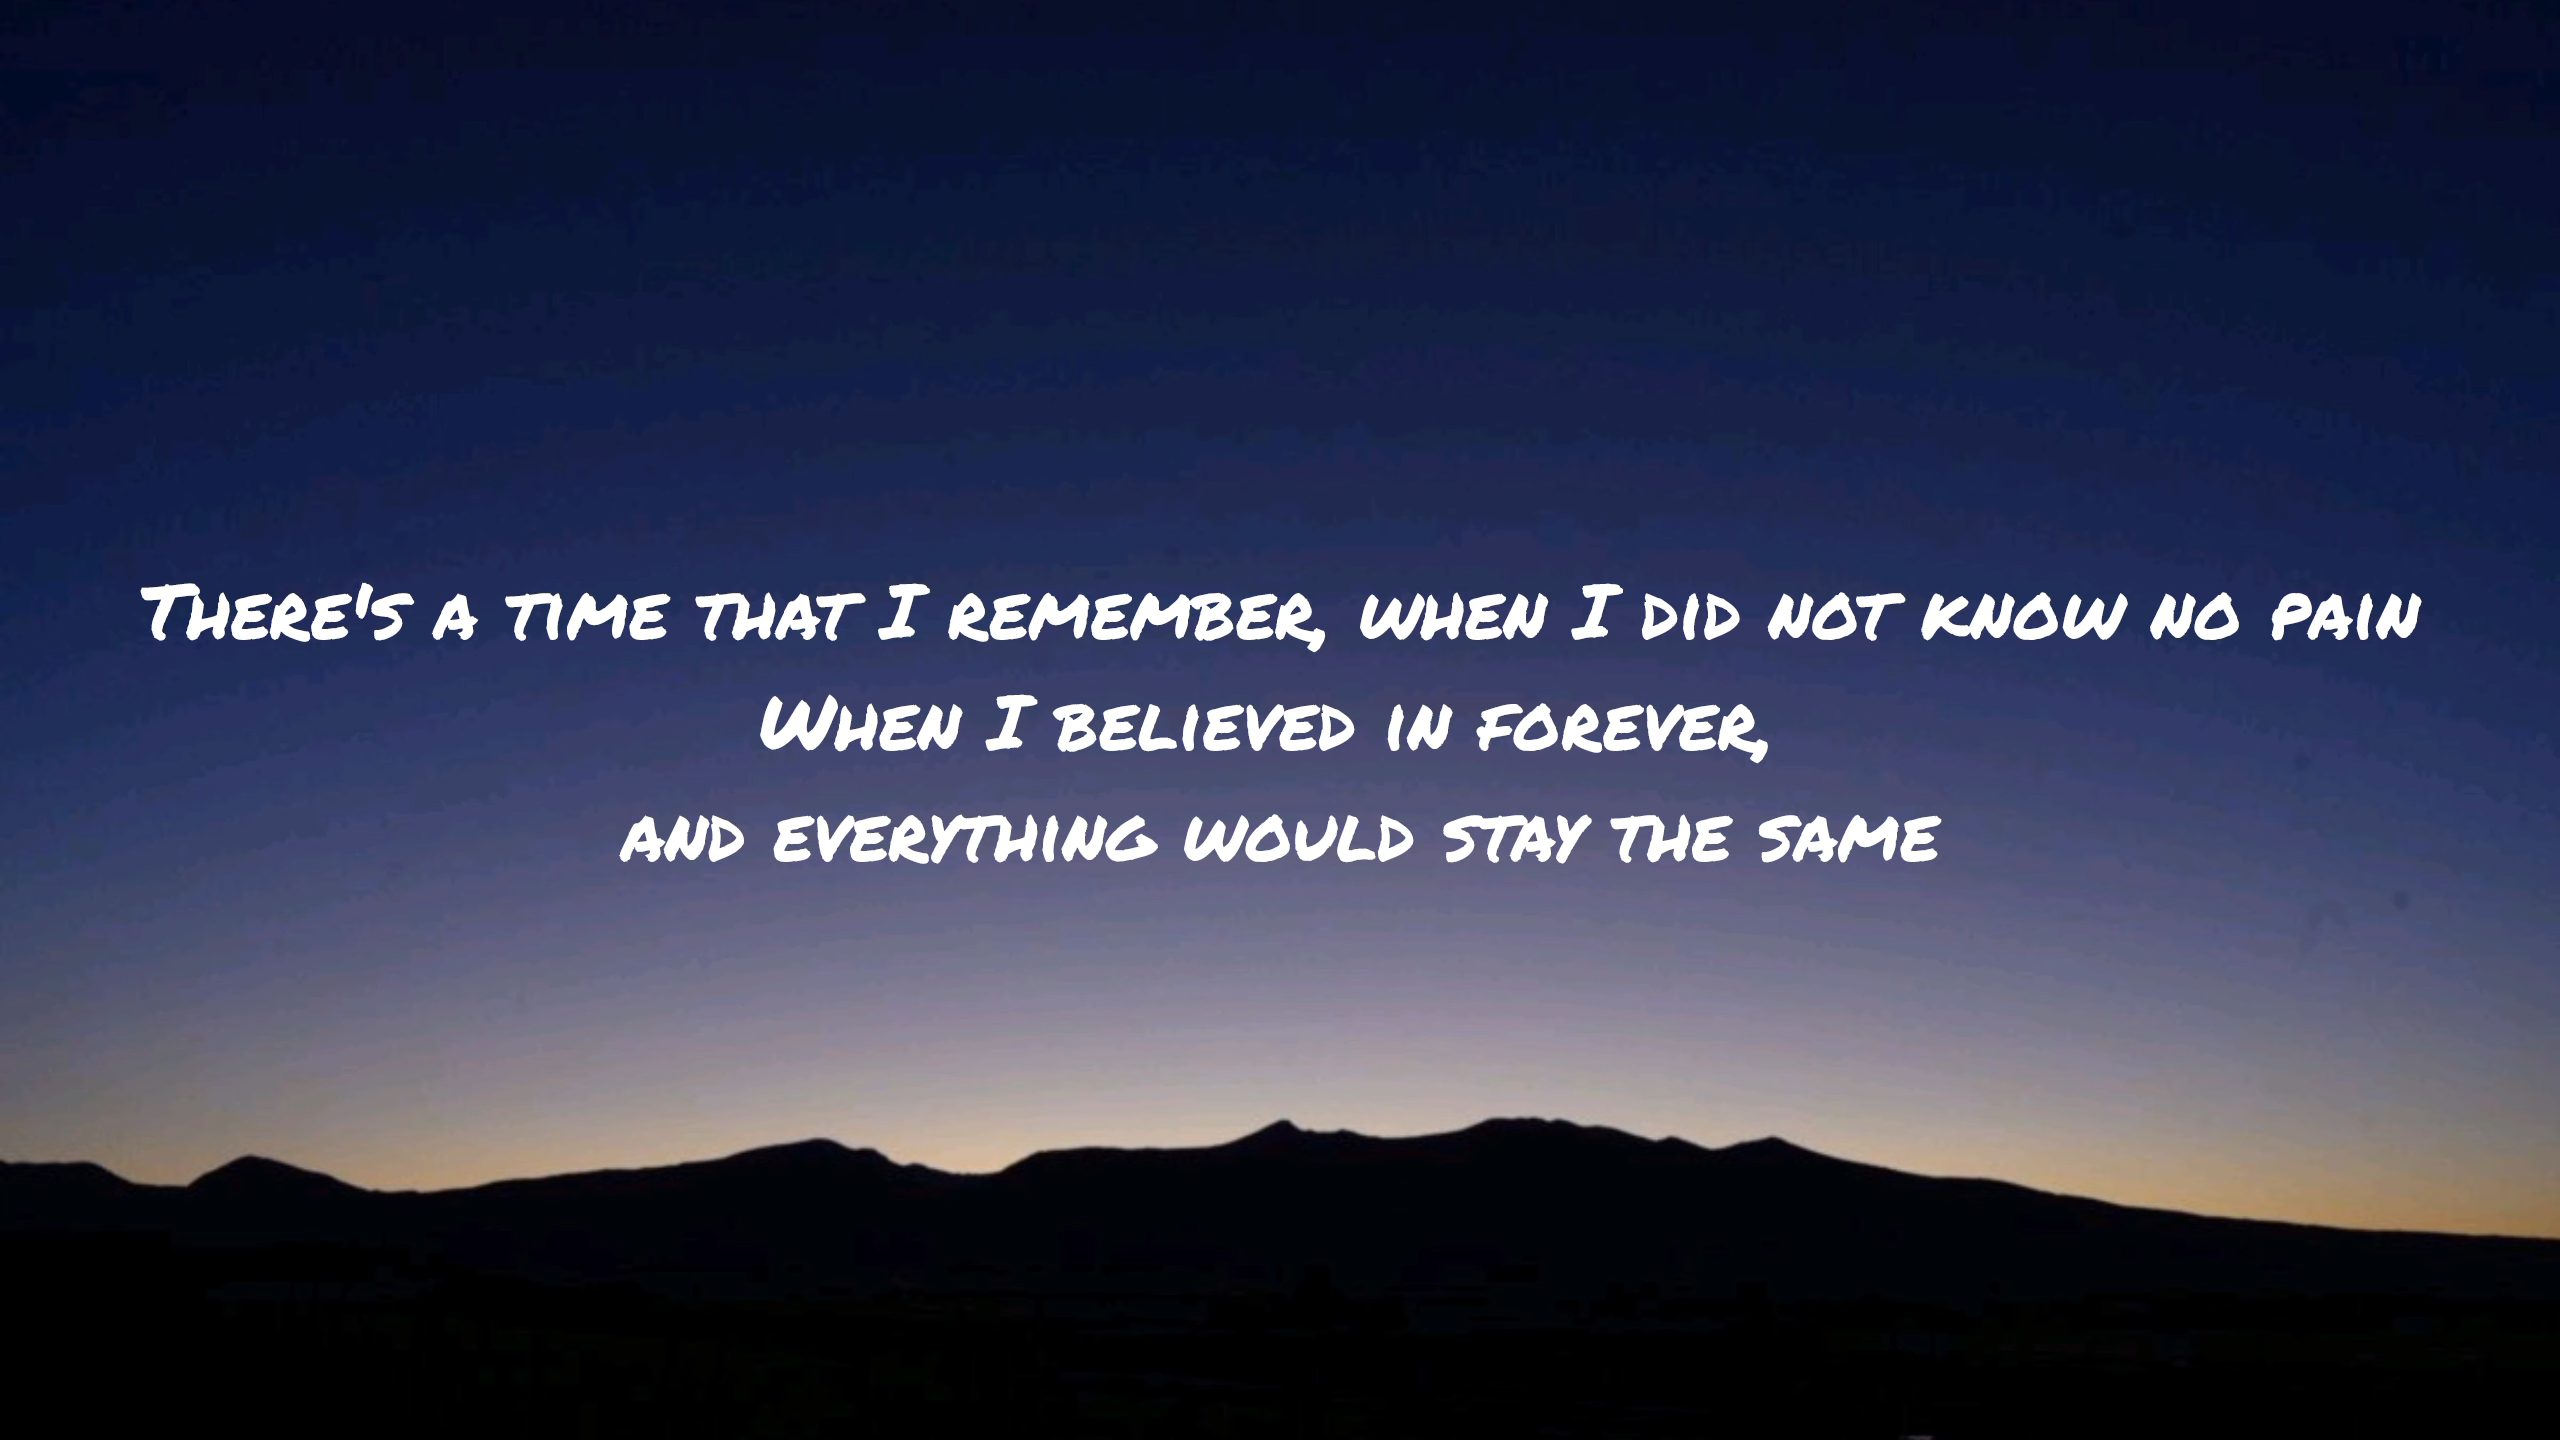 There's a time that I remember, when I did not know no pain
When I believed in forever,
and everything would stay the same